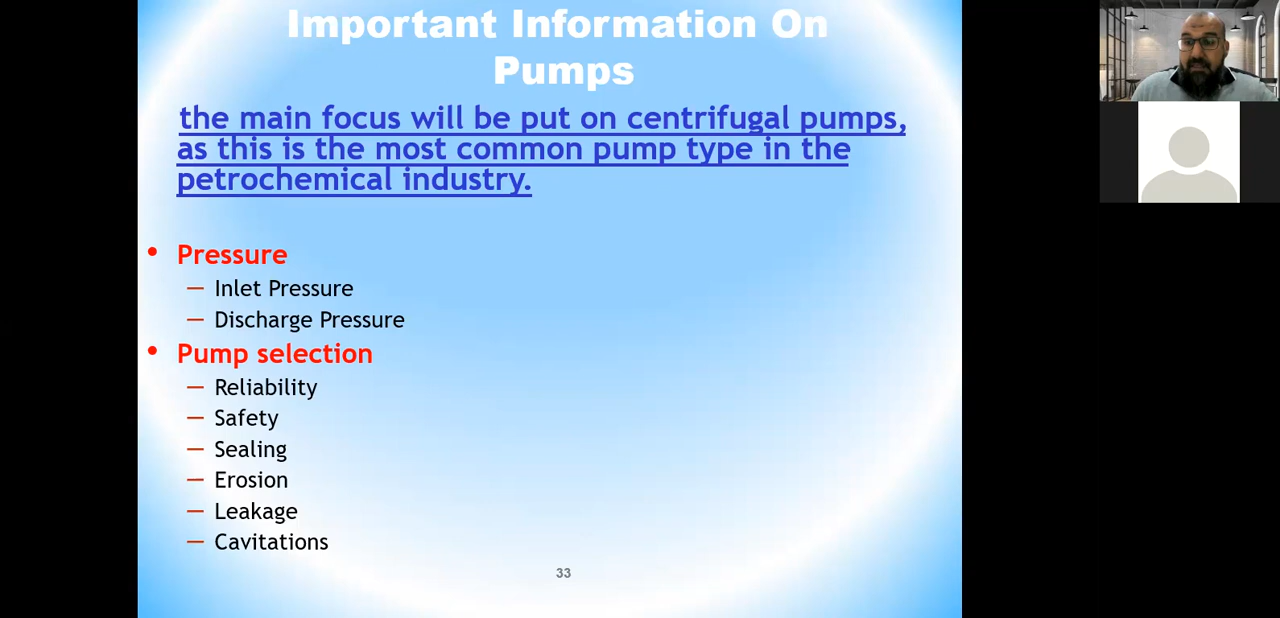 Important Information On
Pumps
the main focus will be put on centrifugal pumps,
as this is the most common pump type in the
petrochemical industry.
• Pressure
— Inlet Pressure
— Discharge Pressure
• Pump selection
— Reliability
— Safety
— Sealing
— Erosion
— Leakage
— Cavitations
33